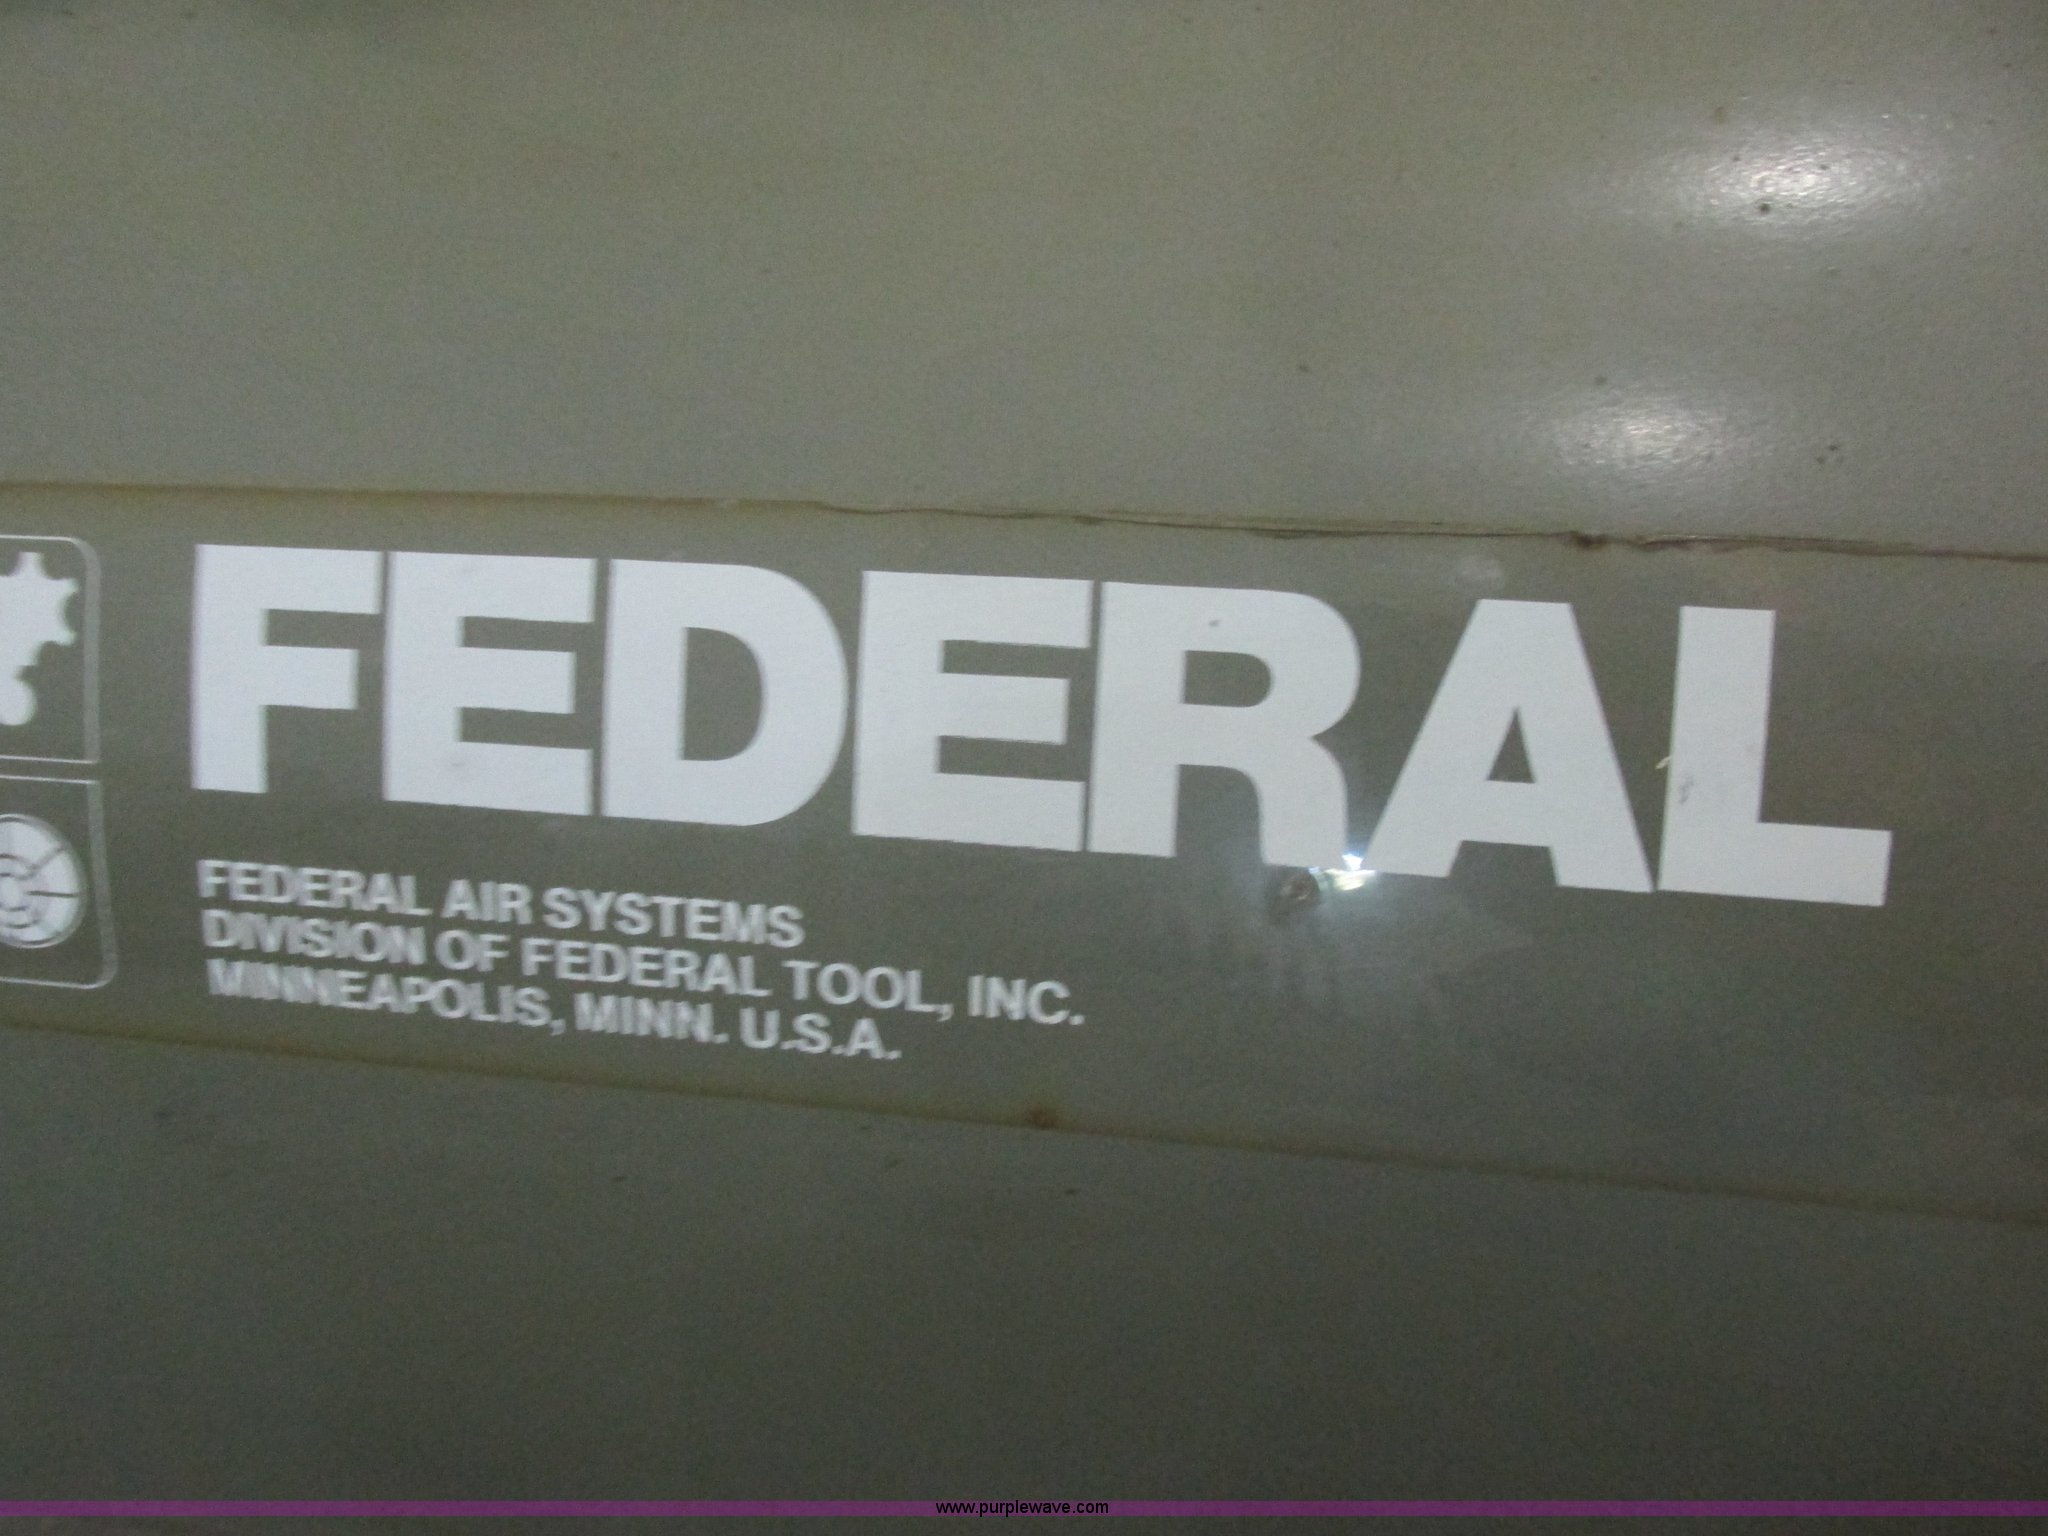 FEDERAL
FEDERAL AIR SYSTEMS
DIVISION OF FEDERAL TOOL, INC.
MINNEAPOLIS, MINN. U.S.A.
www.purplewave.com